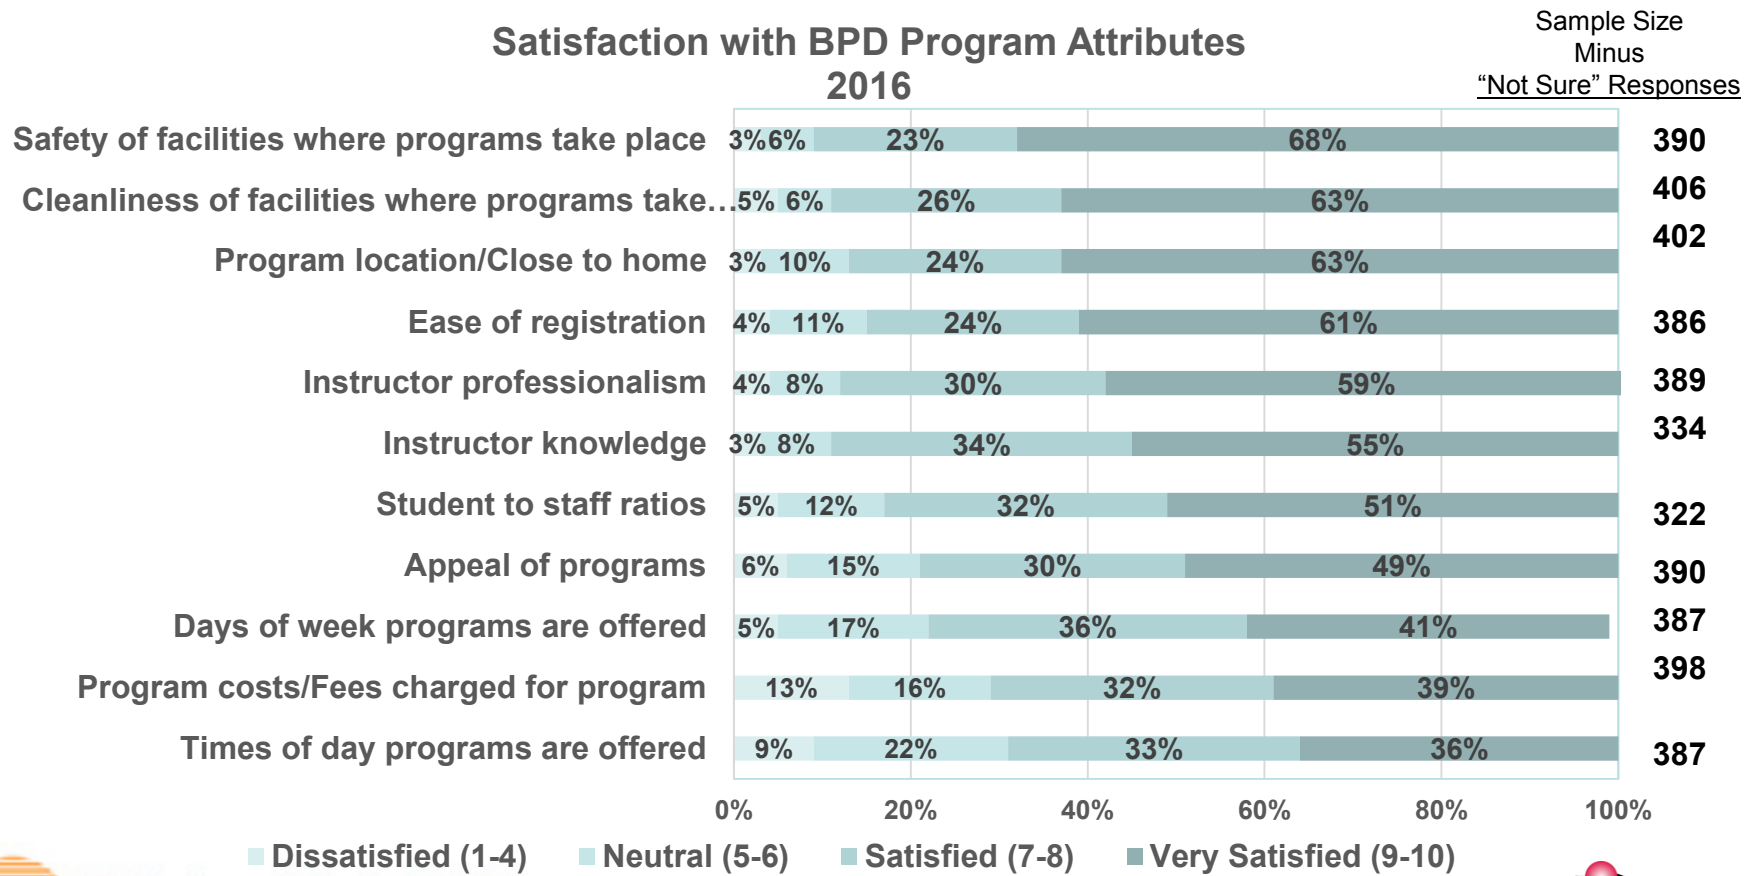 Satisfaction with BPD Program Attributes
2016
Sample Size
Minus
“Not Sure” Responses
Safety of facilities where programs take place 3% 6% 23% 68% 390
Cleanliness of facilities where programs take… 5% 6% 26% 63% 406
Program location/Close to home 3% 10% 24% 63% 402
Ease of registration 4% 11% 24% 61% 386
Instructor professionalism 4% 8% 30% 59% 389
Instructor knowledge 3% 8% 34% 55% 334
Student to staff ratios 5% 12% 32% 51% 322
Appeal of programs 6% 15% 30% 49% 390
Days of week programs are offered 5% 17% 36% 41% 387
Program costs/Fees charged for program 13% 16% 32% 39% 398
Times of day programs are offered 9% 22% 33% 36% 387
0% 20% 40% 60% 80% 100%
Dissatisfied (1-4) Neutral (5-6) Satisfied (7-8) Very Satisfied (9-10)